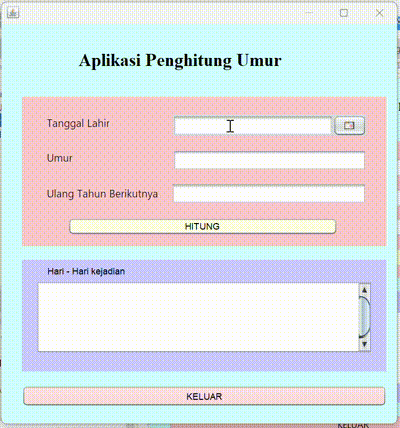 Aplikasi Penghitung Umur
Tanggal Lahir
Umur
Ulang Tahun Berikutnya
HITUNG
Hari - Hari kejadian
KELUAR
KELUAR